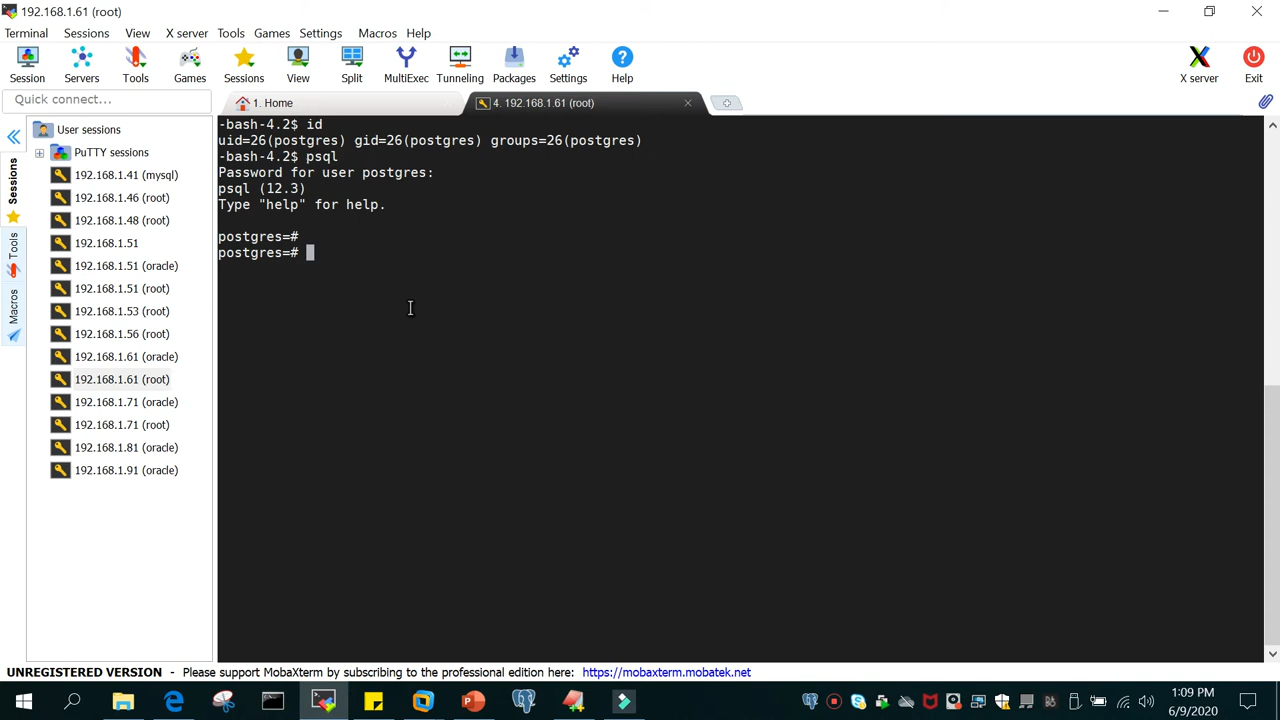 192.168.1.61 (root)
Terminal Sessions View X server Tools Games Settings Macros Help
Session Servers Tools Games Sessions View Split MultiExec Tunneling Packages Settings Help X server Exit
Quick connect...
1. Home
4. 192.168.1.61 (root)
Sessions
Tools
Macros
User sessions
PuTTY sessions
192.168.1.41 (mysql)
192.168.1.46 (root)
192.168.1.48 (root)
192.168.1.51
192.168.1.51 (oracle)
192.168.1.51 (root)
192.168.1.53 (root)
192.168.1.56 (root)
192.168.1.61 (oracle)
192.168.1.61 (root)
192.168.1.71 (oracle)
192.168.1.71 (root)
192.168.1.81 (oracle)
192.168.1.91 (oracle)
-bash-4.2$ id
uid=26(postgres) gid=26(postgres) groups=26(postgres)
-bash-4.2$ psql
Password for user postgres:
psql (12.3)
Type "help" for help.
postgres=#
postgres=#
UNREGISTERED VERSION - Please support MobaXterm by subscribing to the professional edition here: https://mobaxterm.mobatek.net
1:09 PM
6/9/2020